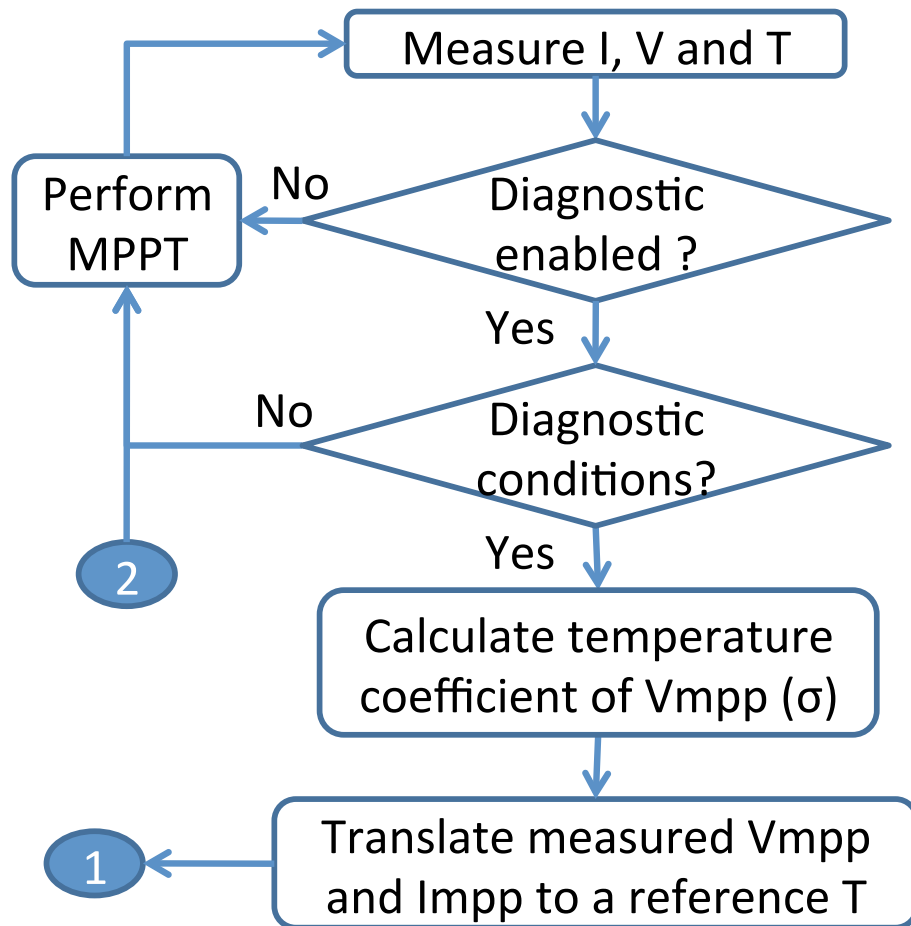 Measure I, V and T
Perform
MPPT
No
Diagnostic
enabled ?
Yes
No
Diagnostic
conditions?
Yes
2
Calculate temperature
coefficient of Vmpp (σ)
1
Translate measured Vmpp
and Impp to a reference T